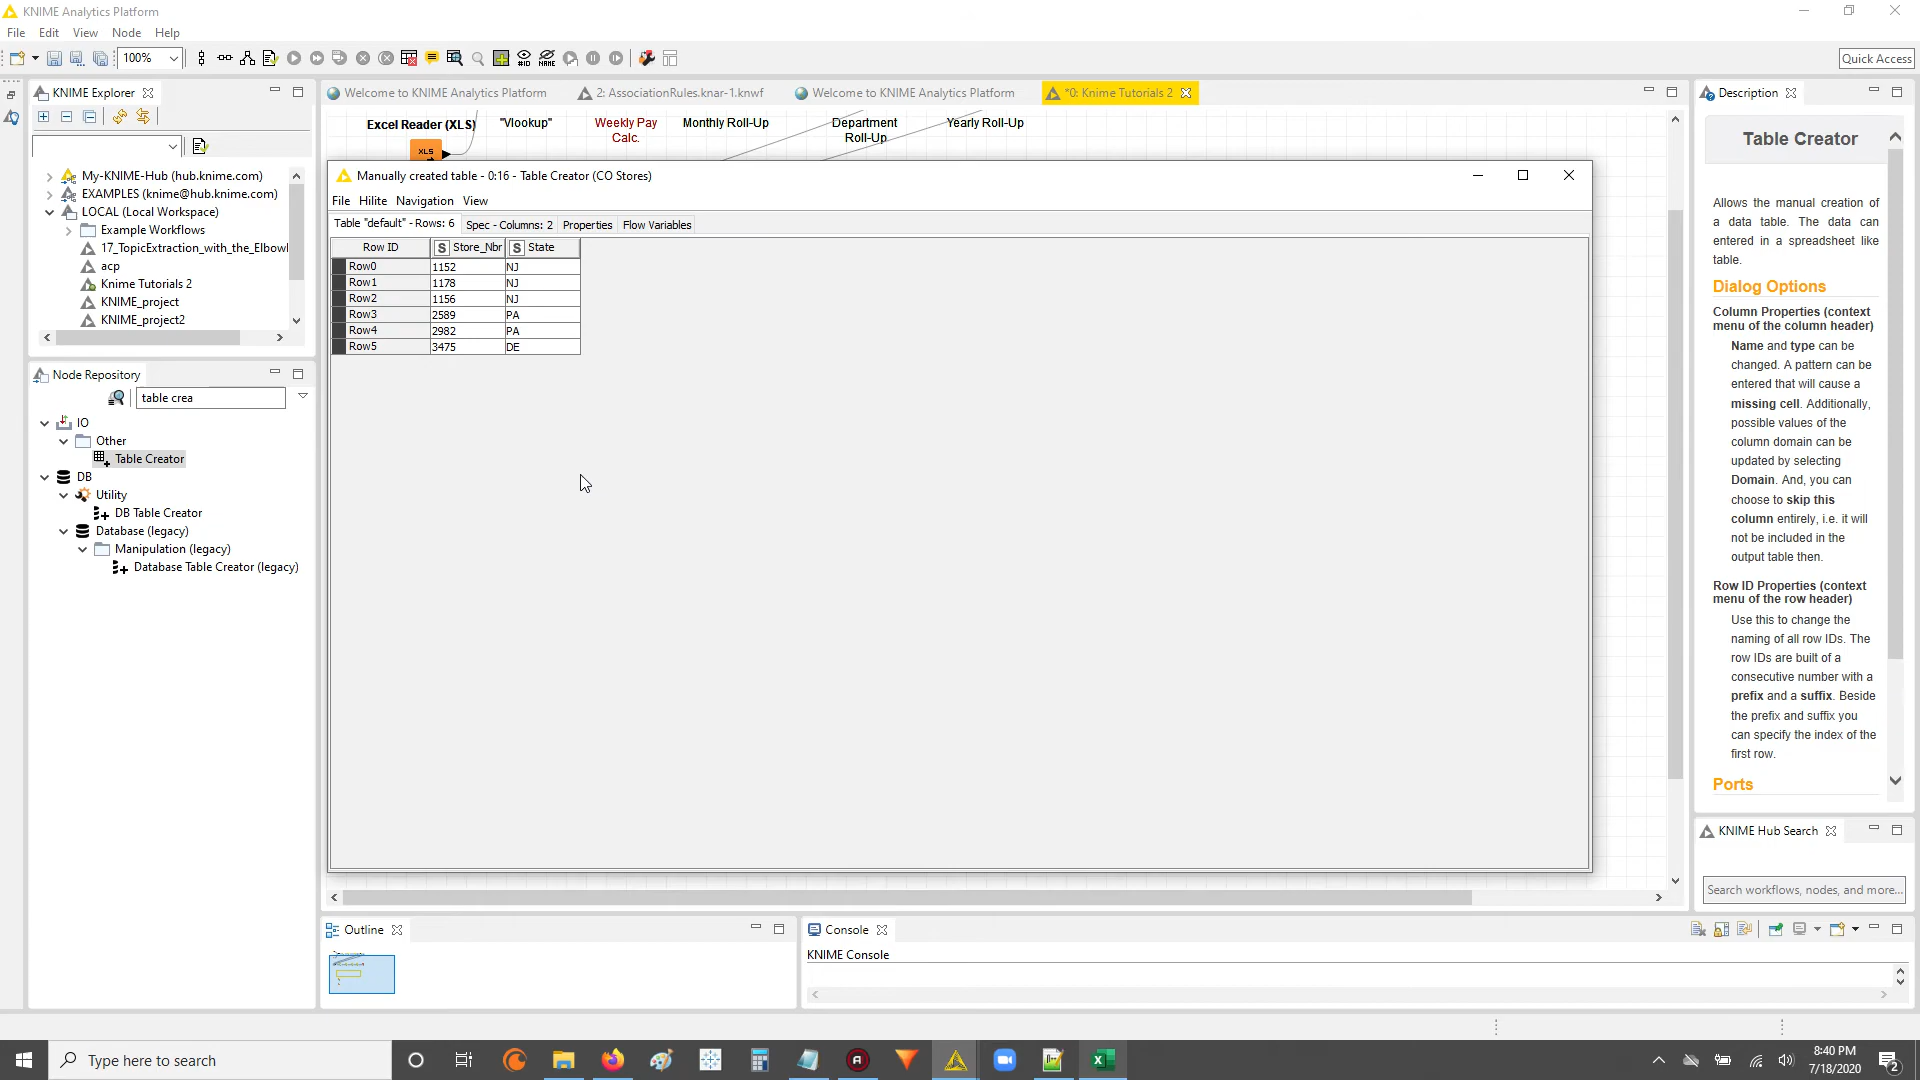 KNIME Analytics Platform
File Edit View Node Help
100%
Quick Access
KNIME Explorer
My-KNIME-Hub (hub.knime.com)
EXAMPLES (knime@hub.knime.com)
LOCAL (Local Workspace)
Example Workflows
17_TopicExtraction_with_the_Elbowl
acp
Knime Tutorials 2
KNIME_project
KNIME_project2
Node Repository
table crea
IO
Other
Table Creator
DB
Utility
DB Table Creator
Database (legacy)
Manipulation (legacy)
Database Table Creator (legacy)
Welcome to KNIME Analytics Platform
2: AssociationRules.knar-1.knwf
Welcome to KNIME Analytics Platform
*0: Knime Tutorials 2
Excel Reader (XLS)
XLS
"Vlookup"
Weekly Pay
Calc.
Monthly Roll-Up
Department
Roll-Up
Yearly Roll-Up
Manually created table - 0:16 - Table Creator (CO Stores)
File Hilite Navigation View
Table "default" - Rows: 6 Spec - Columns: 2 Properties Flow Variables
Row ID S Store_Nbr S State
Row0 1152 NJ
Row1 1178 NJ
Row2 1156 NJ
Row3 2589 PA
Row4 2982 PA
Row5 3475 DE
Outline
Console
KNIME Console
Description
Table Creator
Allows the manual creation of
a data table. The data can
entered in a spreadsheet like
table.
Dialog Options
Column Properties (context
menu of the column header)
Name and type can be
changed. A pattern can be
entered that will cause a
missing cell. Additionally,
possible values of the
column domain can be
updated by selecting
Domain. And, you can
choose to skip this
column entirely, i.e. it will
not be included in the
output table then.
Row ID Properties (context
menu of the row header)
Use this to change the
naming of all row IDs. The
row IDs are built of a
consecutive number with a
prefix and a suffix. Beside
the prefix and suffix you
can specify the index of the
first row.
Ports
KNIME Hub Search
Search workflows, nodes, and more...
Type here to search
8:40 PM
7/18/2020
2